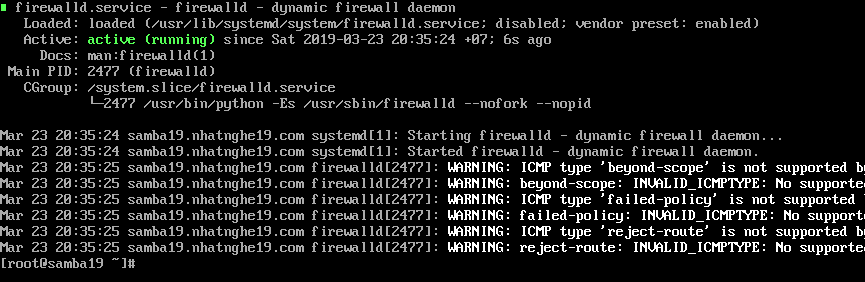 firewalld.service - firewalld - dynamic firewall daemon
Loaded: loaded (/usr/lib/systemd/system/firewalld.service; disabled; vendor preset: enabled)
Active: active (running) since Sat 2019-03-23 20:35:24 +07; 6s ago
Docs: man:firewalld(1)
Main PID: 2477 (firewalld)
CGroup: /system.slice/firewalld.service
└─2477 /usr/bin/python -Es /usr/sbin/firewalld --nofork --nopid
Mar 23 20:35:24 samba19.nhatnghe19.com systemd[1]: Starting firewalld - dynamic firewall daemon...
Mar 23 20:35:24 samba19.nhatnghe19.com systemd[1]: Started firewalld - dynamic firewall daemon.
Mar 23 20:35:25 samba19.nhatnghe19.com firewalld[2477]: WARNING: ICMP type 'beyond-scope' is not supported by
Mar 23 20:35:25 samba19.nhatnghe19.com firewalld[2477]: WARNING: beyond-scope: INVALID_ICMPTYPE: No supporte
Mar 23 20:35:25 samba19.nhatnghe19.com firewalld[2477]: WARNING: ICMP type 'failed-policy' is not supported
Mar 23 20:35:25 samba19.nhatnghe19.com firewalld[2477]: WARNING: failed-policy: INVALID_ICMPTYPE: No support
Mar 23 20:35:25 samba19.nhatnghe19.com firewalld[2477]: WARNING: ICMP type 'reject-route' is not supported by
Mar 23 20:35:25 samba19.nhatnghe19.com firewalld[2477]: WARNING: reject-route: INVALID_ICMPTYPE: No supporte
[root@samba19 ~]#